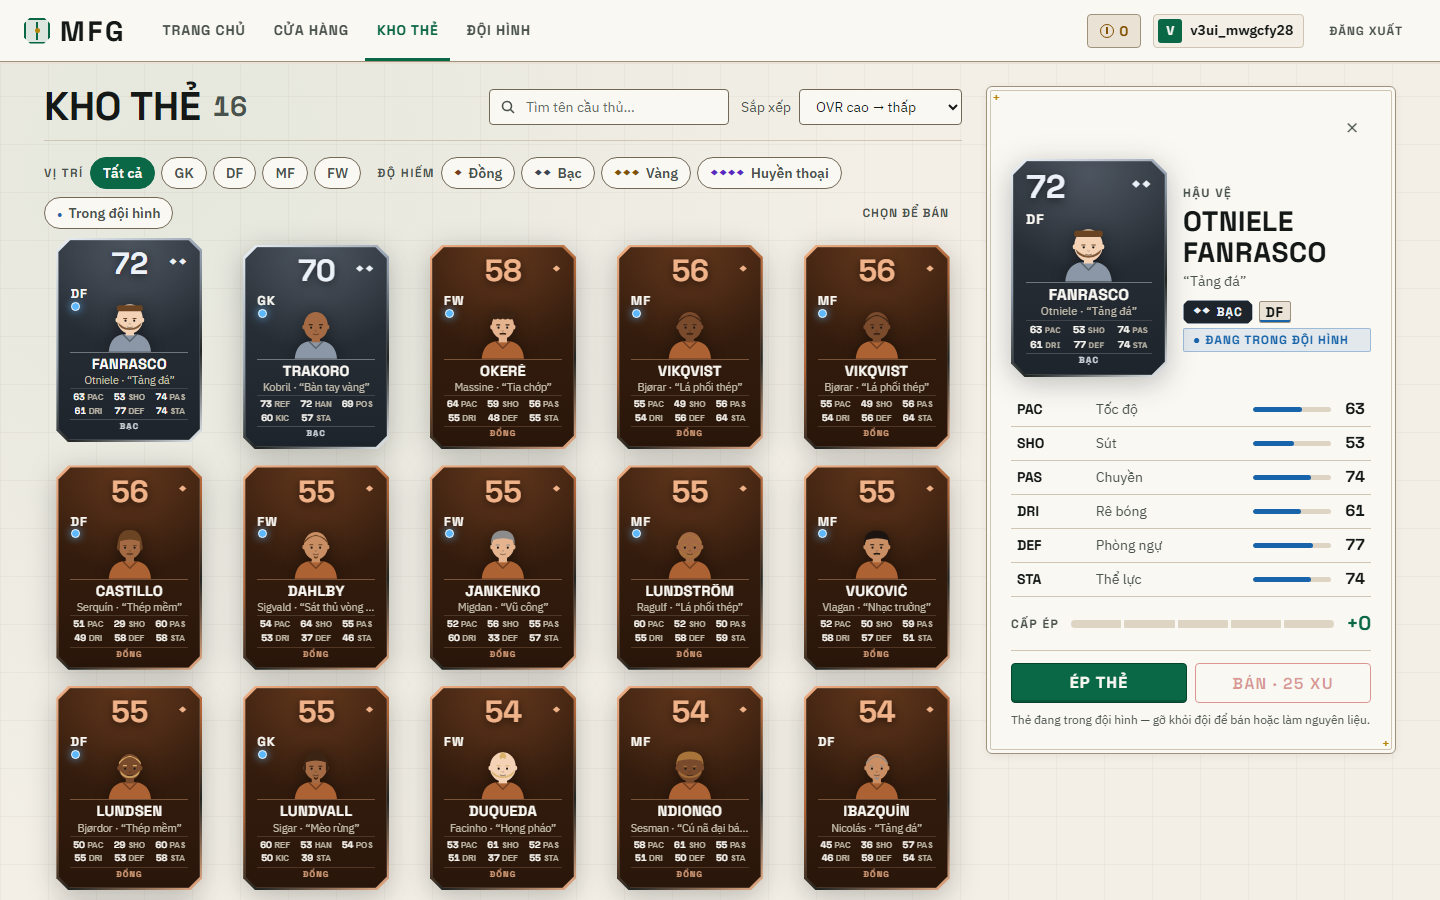 MFG TRANG CHỦ CỬA HÀNG KHO THẺ ĐỘI HÌNH 0 V v3ui_mwgcfy28 ĐĂNG XUẤT
KHO THẺ 16 Tìm tên cầu thủ... Sắp xếp OVR cao → thấp
VỊ TRÍ Tất cả GK DF MF FW ĐỘ HIẾM Đồng Bạc Vàng Huyền thoại
Trong đội hình CHỌN ĐỂ BÁN
72
DF
FANRASCO
Otniele · “Tảng đá”
63 PAC 53 SHO 74 PAS
61 DRI 77 DEF 74 STA
BẠC
70
GK
TRAKORO
Kobril · “Bàn tay vàng”
73 REF 72 HAN 69 POS
60 KIC 57 STA
BẠC
58
FW
OKERÉ
Massine · “Tia chớp”
64 PAC 59 SHO 56 PAS
55 DRI 48 DEF 55 STA
ĐỒNG
56
MF
VIKQVIST
Bjørar · “Lá phổi thép”
55 PAC 49 SHO 56 PAS
54 DRI 56 DEF 64 STA
ĐỒNG
56
MF
VIKQVIST
Bjørar · “Lá phổi thép”
55 PAC 49 SHO 56 PAS
54 DRI 56 DEF 64 STA
ĐỒNG
56
DF
CASTILLO
Serquín · “Thép mềm”
51 PAC 29 SHO 60 PAS
49 DRI 58 DEF 58 STA
ĐỒNG
55
FW
DAHLBY
Sigvald · “Sát thủ vòng ...
54 PAC 64 SHO 55 PAS
53 DRI 37 DEF 46 STA
ĐỒNG
55
FW
JANKENKO
Migdan · “Vũ công”
52 PAC 56 SHO 55 PAS
60 DRI 33 DEF 57 STA
ĐỒNG
55
MF
LUNDSTRÖM
Ragulf · “Lá phổi thép”
60 PAC 52 SHO 50 PAS
55 DRI 58 DEF 59 STA
ĐỒNG
55
MF
VUKOVIĆ
Vlagan · “Nhạc trưởng”
52 PAC 50 SHO 59 PAS
58 DRI 57 DEF 51 STA
ĐỒNG
55
DF
LUNDSEN
Bjørdor · “Thép mềm”
50 PAC 29 SHO 60 PAS
55 DRI 53 DEF 58 STA
ĐỒNG
55
GK
LUNDVALL
Sigar · “Mèo rừng”
60 REF 53 HAN 54 POS
50 KIC 39 STA
ĐỒNG
54
FW
DUQUEDA
Facinho · “Họng pháo”
53 PAC 61 SHO 52 PAS
51 DRI 37 DEF 55 STA
ĐỒNG
54
MF
NDIONGO
Sesman · “Cú nã đại bá...
58 PAC 61 SHO 55 PAS
51 DRI 50 DEF 50 STA
ĐỒNG
54
DF
IBAZQUÍN
Nicolás · “Tảng đá”
45 PAC 36 SHO 57 PAS
46 DRI 59 DEF 54 STA
ĐỒNG
×
72
DF
FANRASCO
Otniele · “Tảng đá”
63 PAC 53 SHO 74 PAS
61 DRI 77 DEF 74 STA
BẠC
HẬU VỆ
OTNIELE
FANRASCO
“Tảng đá”
BẠC DF
ĐANG TRONG ĐỘI HÌNH
PAC Tốc độ 63
SHO Sút 53
PAS Chuyền 74
DRI Rê bóng 61
DEF Phòng ngự 77
STA Thể lực 74
CẤP ÉP +0
ÉP THẺ BÁN · 25 XU
Thẻ đang trong đội hình — gỡ khỏi đội để bán hoặc làm nguyên liệu.